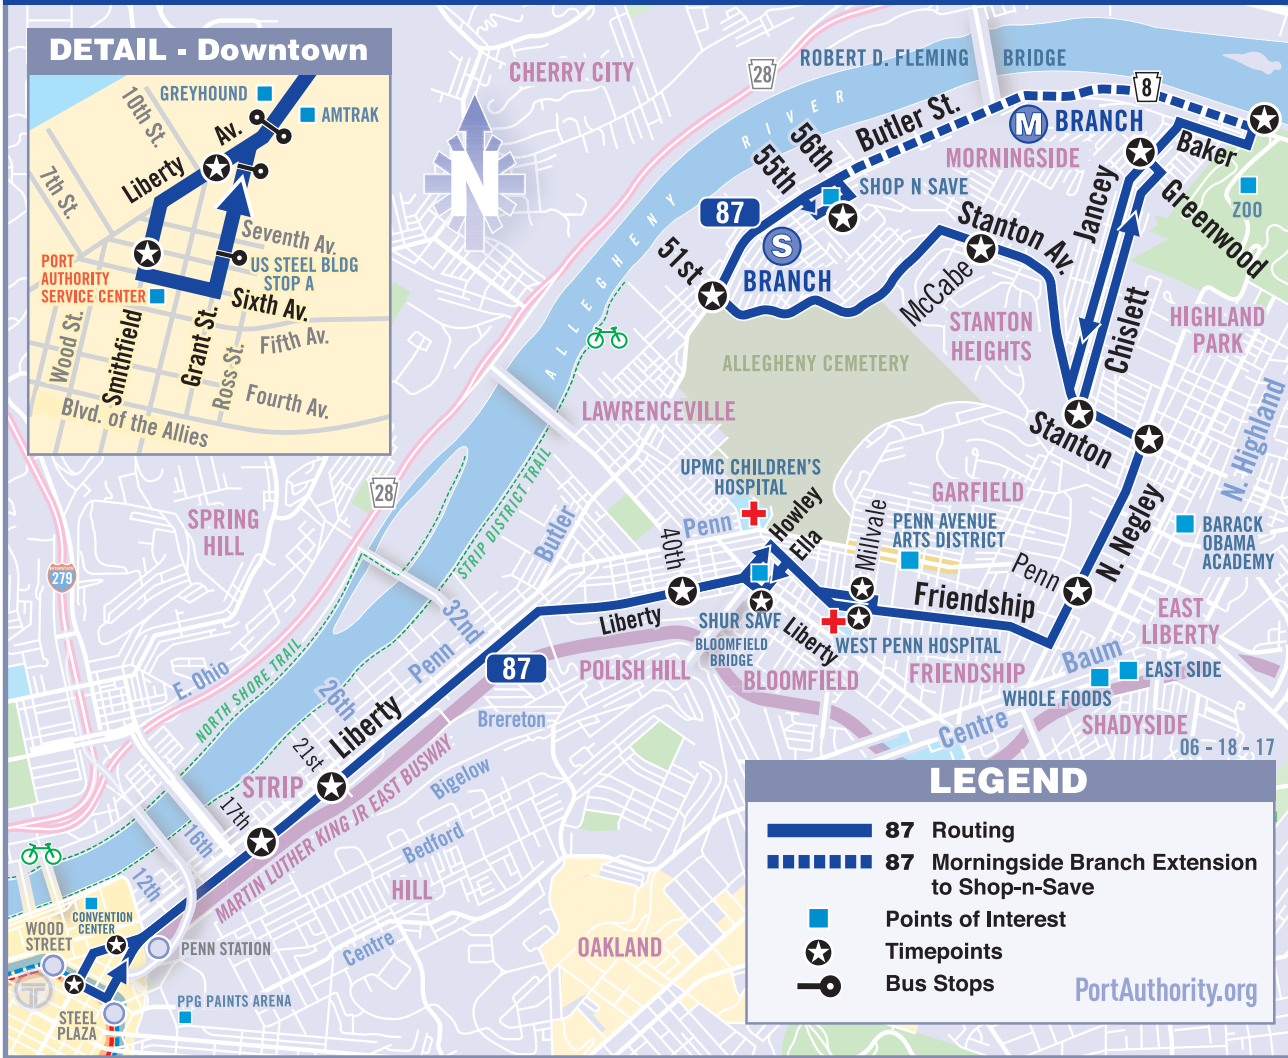 DETAIL - Downtown
GREYHOUND
AMTRAK
10th St.
Av.
Liberty
7th St.
Seventh Av.
US STEEL BLDG
STOP A
PORT
AUTHORITY
SERVICE CENTER
Sixth Av.
Wood St.
Smithfield
Grant St.
Ross St.
Fifth Av.
Fourth Av.
Blvd. of the Allies
CHERRY CITY
28
ROBERT D. FLEMING BRIDGE
8
N
ALLEGHENY RIVER
55th
56th
Butler St.
M BRANCH
MORNINGSIDE
Baker
SHOP N SAVE
87
S
BRANCH
51st
Stanton Av.
McCabe
Jancey
Greenwood
ZOO
Chislett
STANTON
HEIGHTS
HIGHLAND
PARK
ALLEGHENY CEMETERY
LAWRENCEVILLE
Stanton
N. Highland
UPMC CHILDREN'S
HOSPITAL
28
STRIP DISTRICT TRAIL
Butler
Penn
Howley
Ella
40th
Millvale
GARFIELD
PENN AVENUE
ARTS DISTRICT
Penn
N. Negley
BARACK
OBAMA
ACADEMY
SPRING
HILL
INTERSTATE
279
Friendship
EAST
LIBERTY
Liberty
SHUR SAVE
BLOOMFIELD
BRIDGE
Liberty
WEST PENN HOSPITAL
32nd
Penn
87
POLISH HILL
BLOOMFIELD
FRIENDSHIP
Baum
EAST SIDE
WHOLE FOODS
SHADYSIDE
Centre
06 - 18 - 17
E. Ohio
NORTH SHORE TRAIL
26th
Liberty
21st
STRIP
17th
Brereton
MARTIN LUTHER KING JR EAST BUSWAY
Bigelow
Bedford
16th
12th
HILL
Centre
OAKLAND
CONVENTION
CENTER
WOOD
STREET
PENN STATION
T
STEEL
PLAZA
PPG PAINTS ARENA
LEGEND
87 Routing
87 Morningside Branch Extension
to Shop-n-Save
Points of Interest
Timepoints
Bus Stops
PortAuthority.org